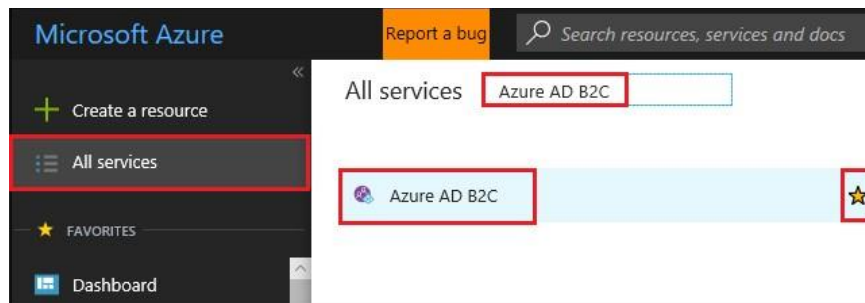 Microsoft Azure
Report a bug
Search resources, services and docs
«
Create a resource
All services
FAVORITES
Dashboard
All services
Azure AD B2C
Azure AD B2C